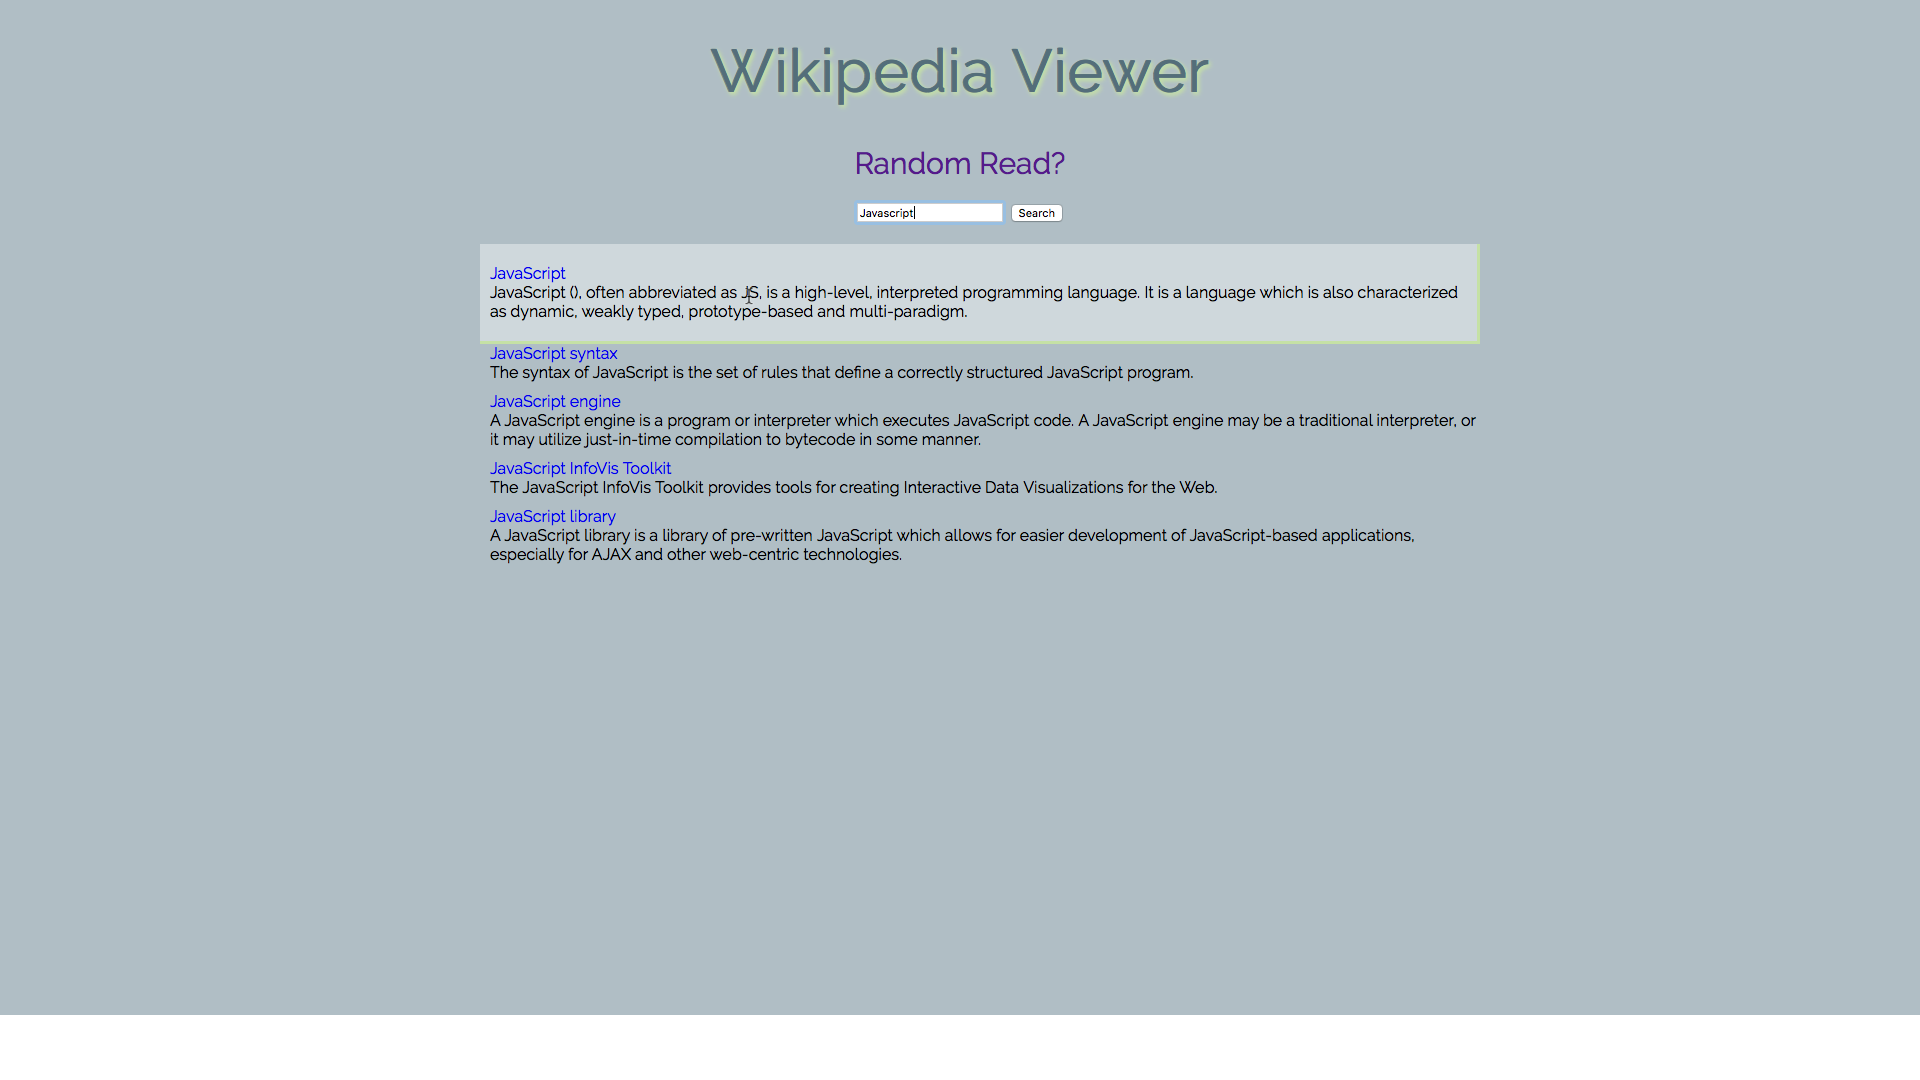 Wikipedia Viewer
Random Read?
Javascript Search
JavaScript
JavaScript (), often abbreviated as JS, is a high-level, interpreted programming language. It is a language which is also characterized
as dynamic, weakly typed, prototype-based and multi-paradigm.
JavaScript syntax
The syntax of JavaScript is the set of rules that define a correctly structured JavaScript program.
JavaScript engine
A JavaScript engine is a program or interpreter which executes JavaScript code. A JavaScript engine may be a traditional interpreter, or
it may utilize just-in-time compilation to bytecode in some manner.
JavaScript InfoVis Toolkit
The JavaScript InfoVis Toolkit provides tools for creating Interactive Data Visualizations for the Web.
JavaScript library
A JavaScript library is a library of pre-written JavaScript which allows for easier development of JavaScript-based applications,
especially for AJAX and other web-centric technologies.